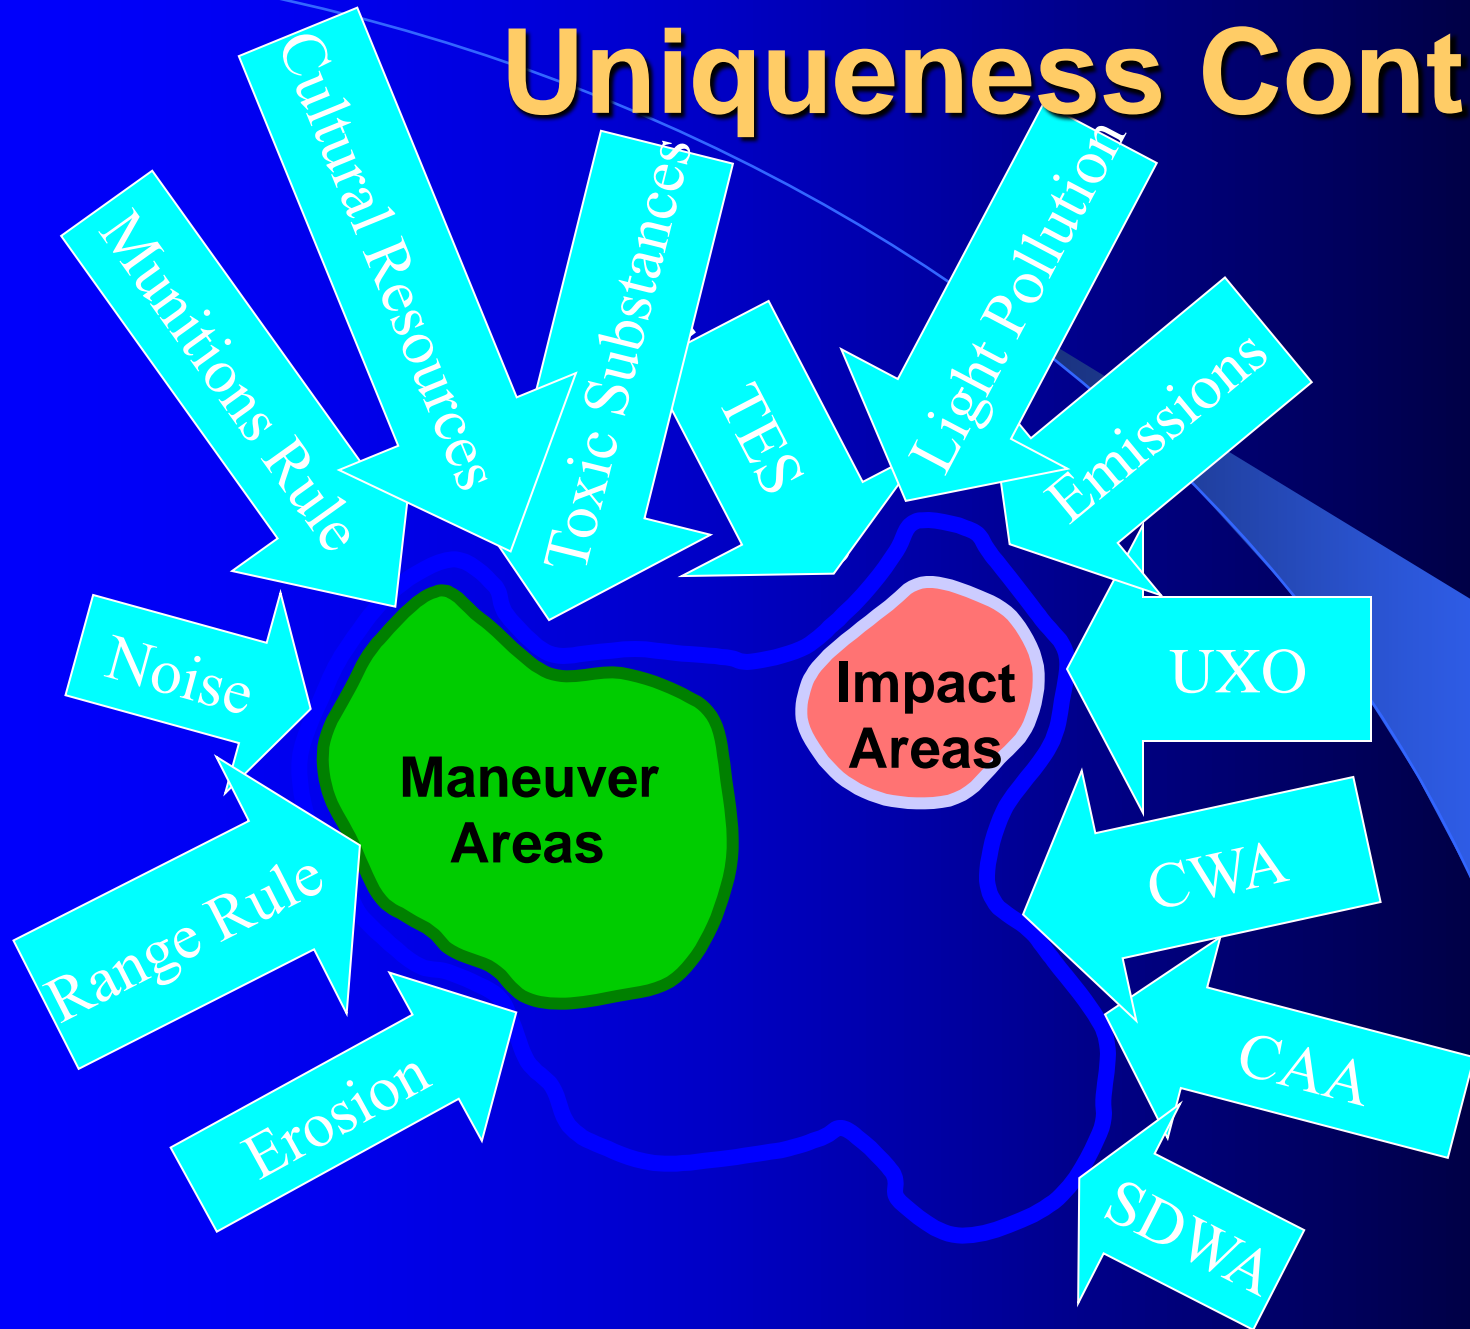 Uniqueness Cont
Cultural Resources
Munitions Rule
Toxic Substances
TES
Light Pollution
Emissions
Noise
UXO
Impact
Areas
Maneuver
Areas
Range Rule
CWA
Erosion
CAA
SDWA